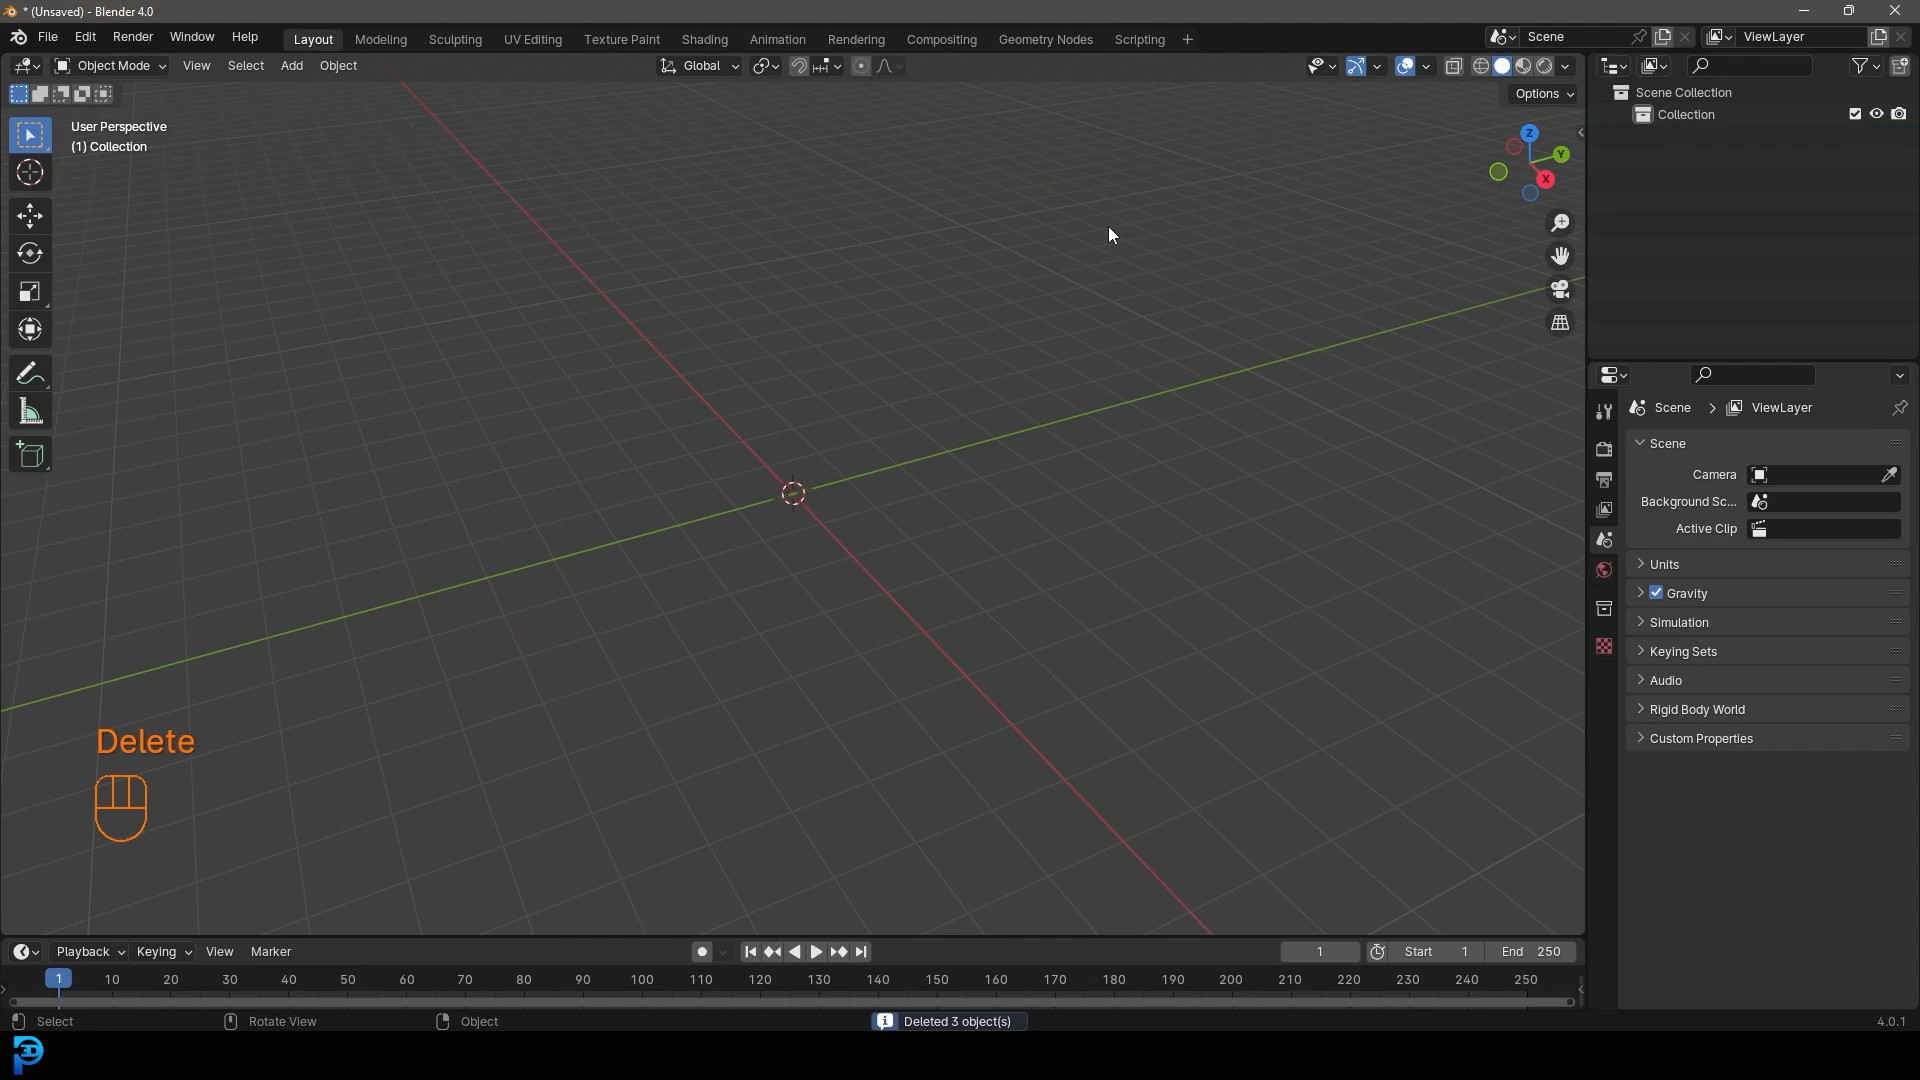 * (Unsaved) - Blender 4.0
File Edit Render Window Help Layout Modeling Sculpting UV Editing Texture Paint Shading Animation Rendering Compositing Geometry Nodes Scripting + Scene ViewLayer
Object Mode View Select Add Object Global
Options
User Perspective
(1) Collection
Z
Y
X
Scene Collection
Collection
Scene > ViewLayer
Scene
Camera
Background Sc...
Active Clip
Units
Gravity
Simulation
Keying Sets
Audio
Rigid Body World
Custom Properties
Delete
Playback Keying View Marker 1 Start 1 End 250
1 10 20 30 40 50 60 70 80 90 100 110 120 130 140 150 160 170 180 190 200 210 220 230 240 250
Select Rotate View Object Deleted 3 object(s) 4.0.1
P3D